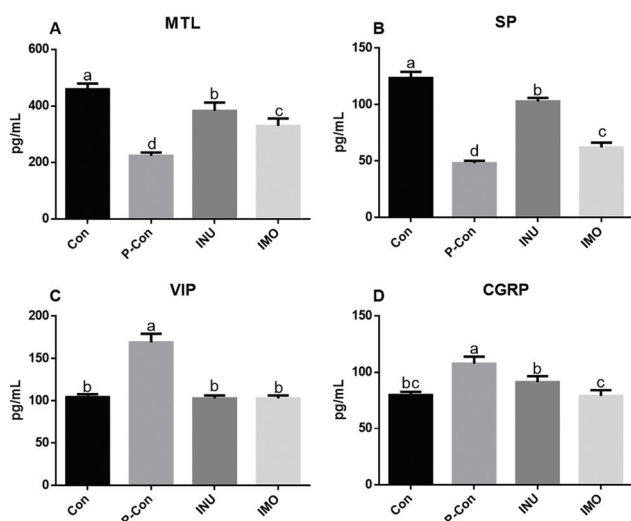 A MTL
600
400
200
0
pg/mL
a
d
b
c
Con
P-Con
INU
IMO
B SP
150
100
50
0
pg/mL
a
d
b
c
Con
P-Con
INU
IMO
C VIP
200
150
100
50
0
pg/mL
b
a
b
b
Con
P-Con
INU
IMO
D CGRP
150
100
50
0
pg/mL
bc
a
b
c
Con
P-Con
INU
IMO